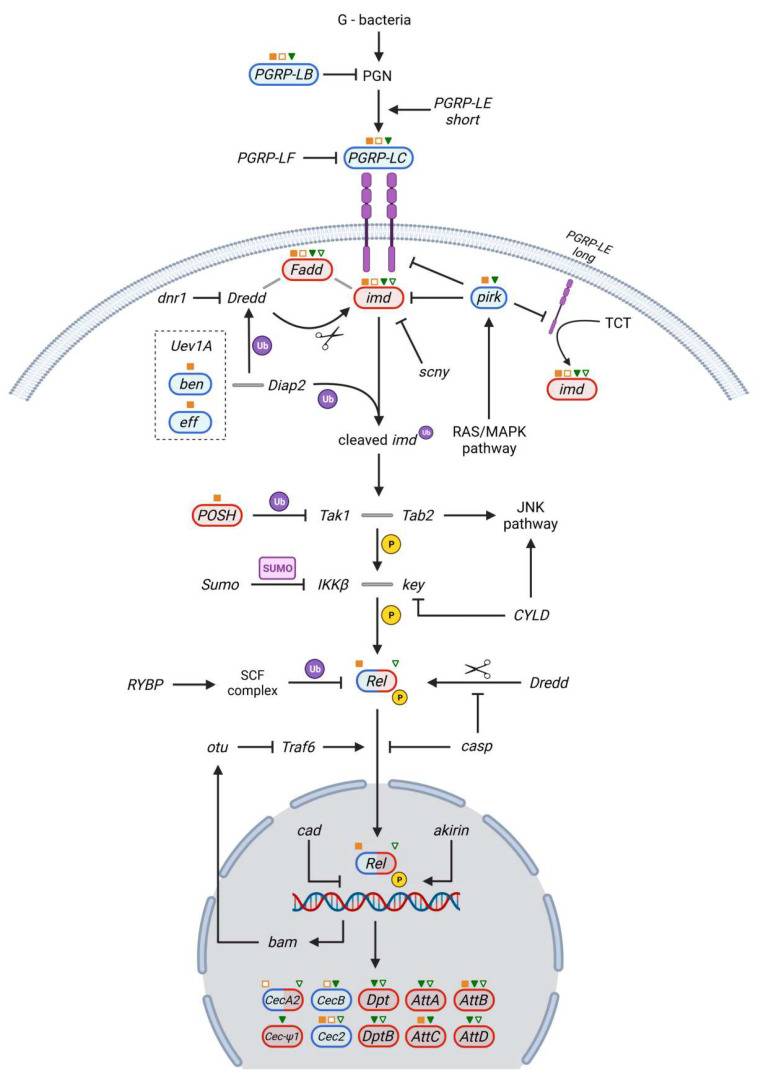 G - bacteria
PGRP-LB
PGN
PGRP-LE
short
PGRP-LF
PGRP-LC
PGRP-LE
long
Fadd
dnr1
Dredd
imd
pirk
TCT
Uev1A
Ub
ben
Diap2
Ub
scny
imd
eff
cleaved imd
Ub
RAS/MAPK
pathway
POSH
Ub
Tak1
Tab2
JNK
pathway
P
Sumo
SUMO
IKKβ
key
P
CYLD
RYBP
SCF
complex
Ub
Rel
P
Dredd
otu
Traf6
casp
cad
akirin
Rel
P
bam
CecA2
CecB
Dpt
AttA
AttB
Cec-ψ1
Cec2
DptB
AttC
AttD